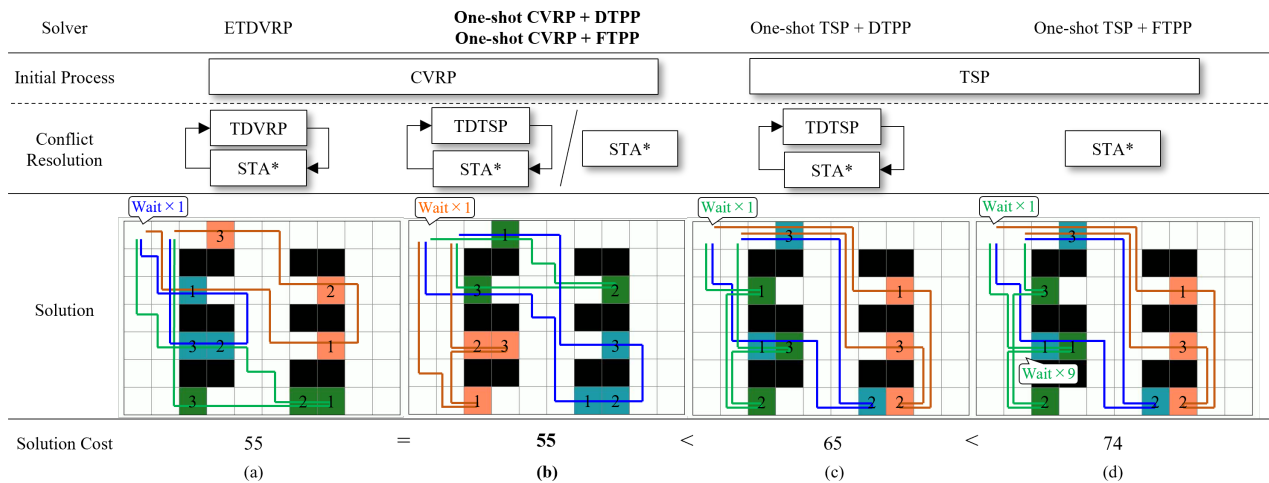 Solver
ETDVRP
One-shot CVRP + DTPP
One-shot CVRP + FTPP
One-shot TSP + DTPP
One-shot TSP + FTPP
Initial Process
CVRP
TSP
Conflict
Resolution
TDVRP
STA*
TDTSP
STA*
STA*
TDTSP
STA*
STA*
Solution
Wait×1
3
1
2
3 2
1
3
2 1
Wait×1
1
3
2
2 3
3
1
1 2
Wait×1
3
1
1
1 3
3
2
2 2
Wait×1
3
3
1
1 1
3
Wait×9
2
2 2
Solution Cost
55
=
55
<
65
<
74
(a)
(b)
(c)
(d)